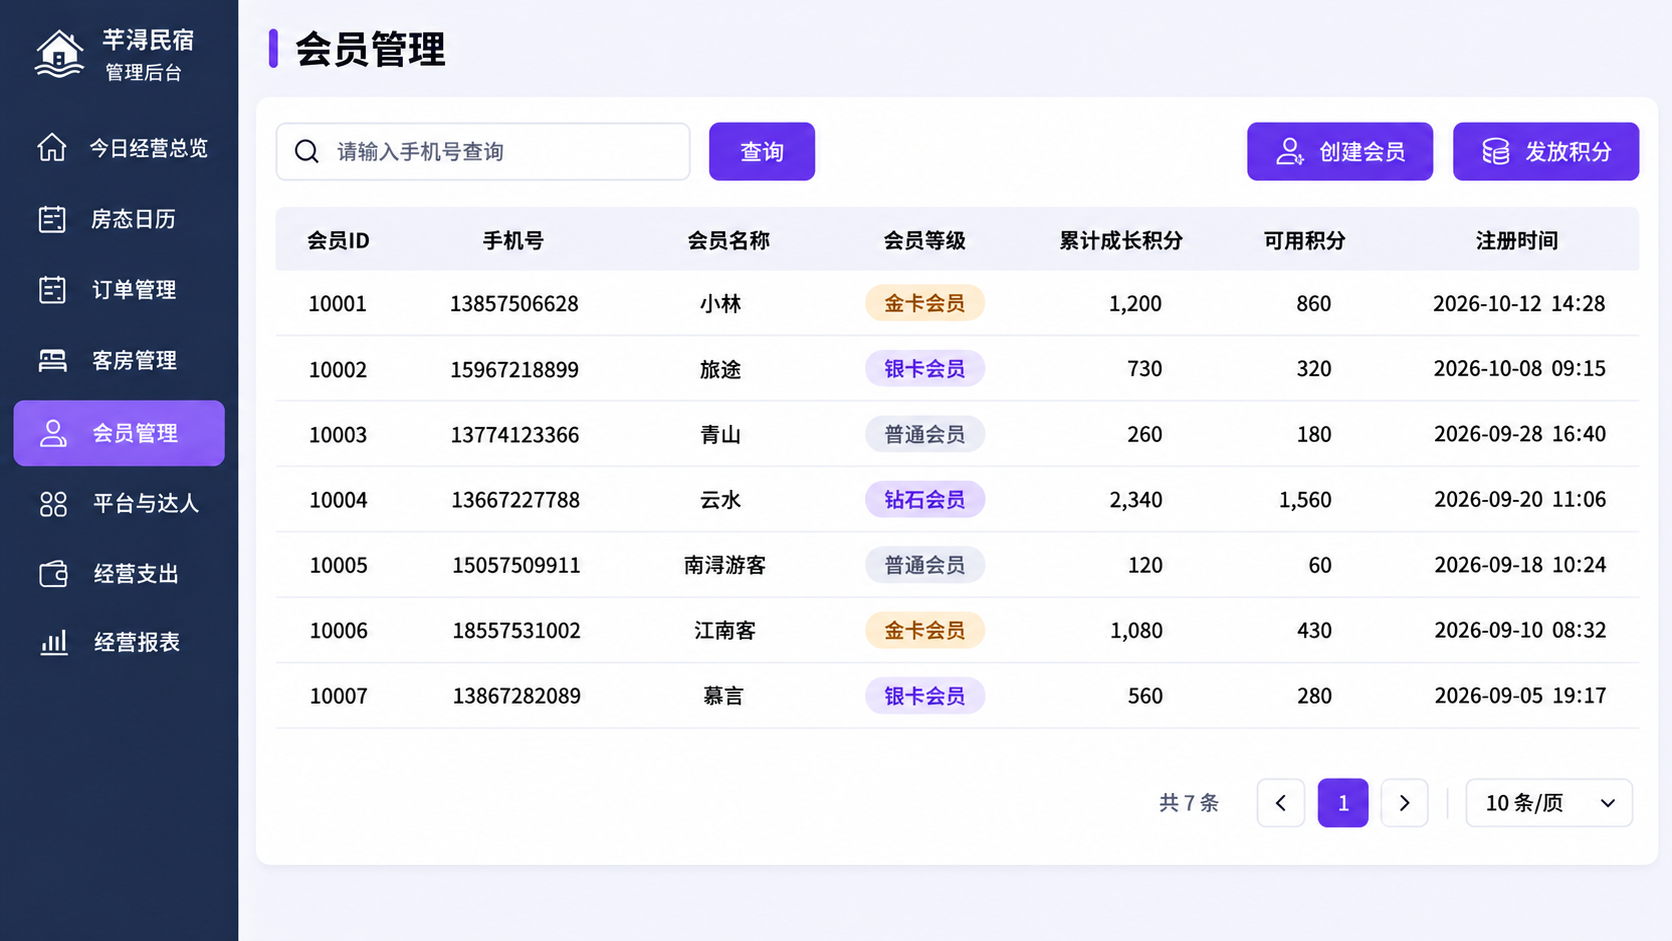 芊浔民宿
管理后台
今日经营总览
房态日历
订单管理
客房管理
会员管理
平台与达人
经营支出
经营报表
会员管理
请输入手机号查询 查询 创建会员 发放积分
会员ID 手机号 会员名称 会员等级 累计成长积分 可用积分 注册时间
10001 13857506628 小林 金卡会员 1,200 860 2026-10-12 14:28
10002 15967218899 旅途 银卡会员 730 320 2026-10-08 09:15
10003 13774123366 青山 普通会员 260 180 2026-09-28 16:40
10004 13667227788 云水 钻石会员 2,340 1,560 2026-09-20 11:06
10005 15057509911 南浔游客 普通会员 120 60 2026-09-18 10:24
10006 18557531002 江南客 金卡会员 1,080 430 2026-09-10 08:32
10007 13867282089 慕言 银卡会员 560 280 2026-09-05 19:17
共 7 条 1 10 条/页